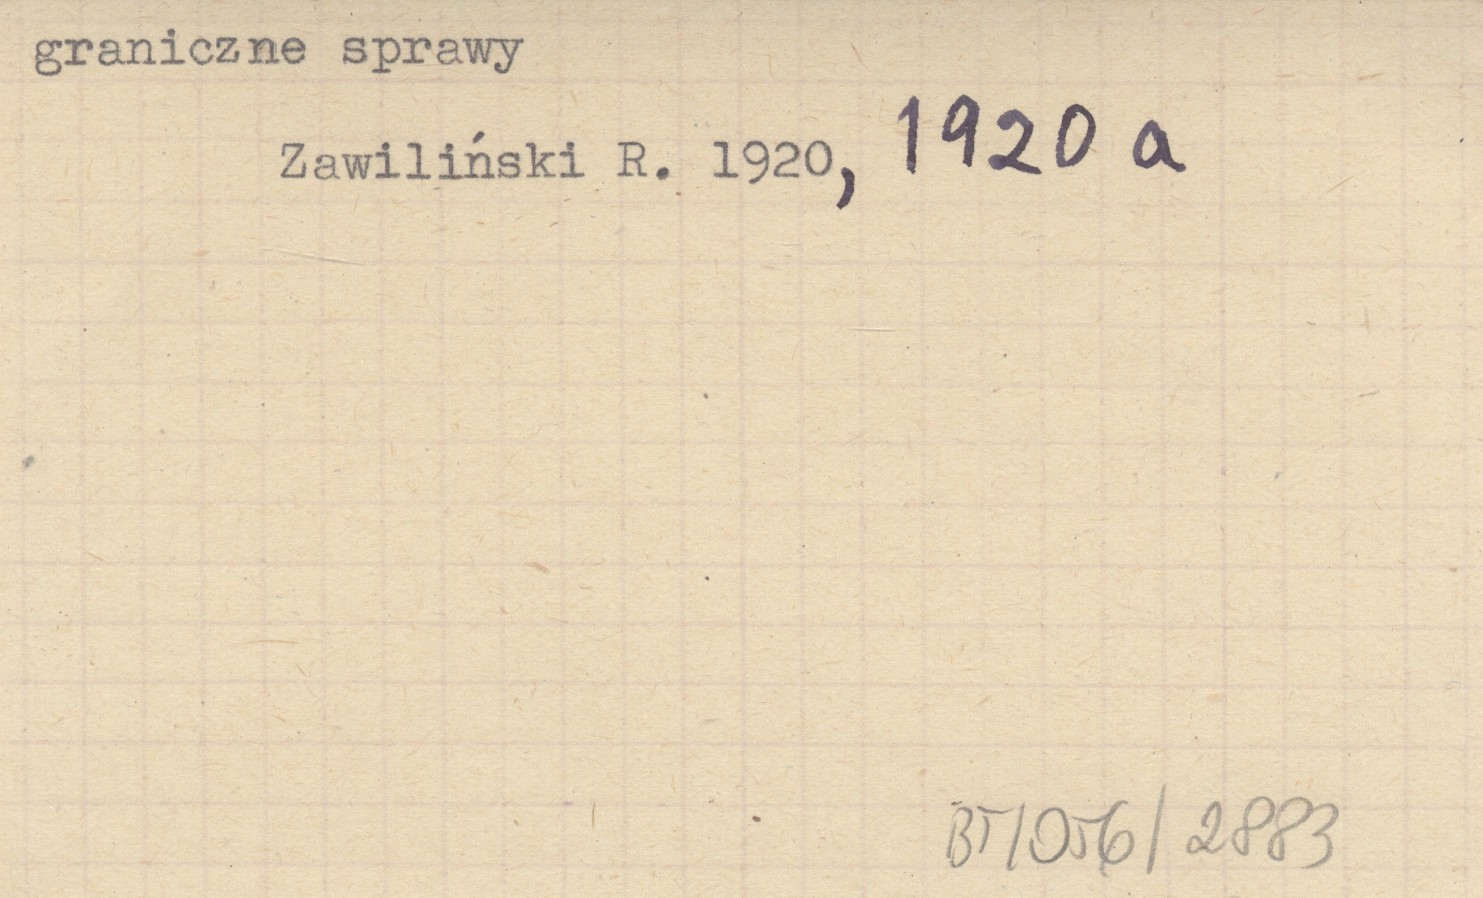 graniczne sprawy
Zawiliński R. 1920, 1920 a
BT/056/2883